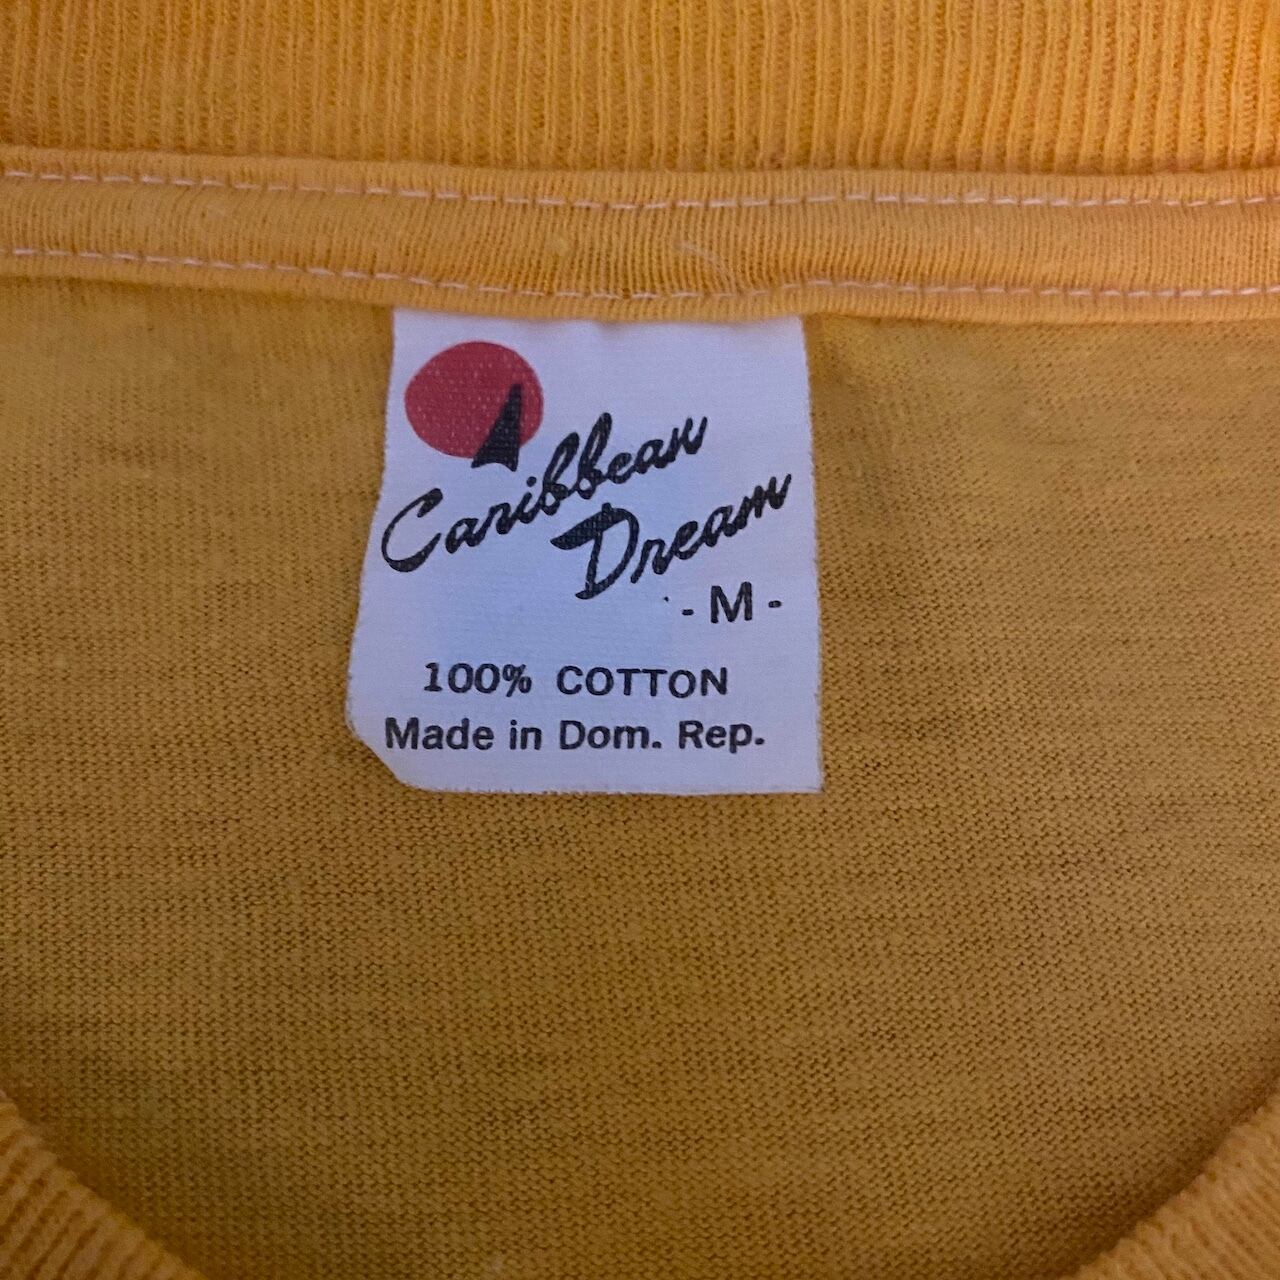 Caribbean
Dream
- M -
100% COTTON
Made in Dom. Rep.